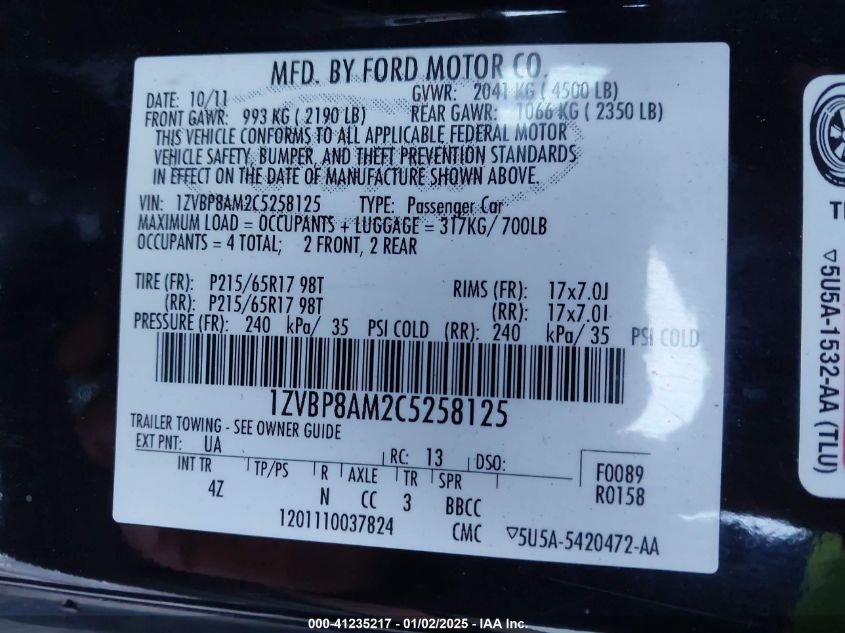 MFD. BY FORD MOTOR CO.
DATE: 10/11 GVWR: 2041 KG ( 4500 LB)
FRONT GAWR: 993 KG ( 2190 LB) REAR GAWR: 1066 KG ( 2350 LB)
THIS VEHICLE CONFORMS TO ALL APPLICABLE FEDERAL MOTOR
VEHICLE SAFETY, BUMPER, AND THEFT PREVENTION STANDARDS
IN EFFECT ON THE DATE OF MANUFACTURE SHOWN ABOVE.
VIN: 1ZVBP8AM2C5258125 TYPE: Passenger Car
MAXIMUM LOAD = OCCUPANTS + LUGGAGE = 317KG/ 700LB
OCCUPANTS = 4 TOTAL; 2 FRONT, 2 REAR
TIRE (FR): P215/65R17 98T RIMS (FR): 17x7.0J
(RR): P215/65R17 98T (RR): 17x7.0J
PRESSURE (FR): 240 kPa/ 35 PSI COLD (RR): 240 kPa/ 35 PSI COLD
1ZVBP8AM2C5258125
TRAILER TOWING - SEE OWNER GUIDE
EXT PNT: UA RC: 13 DSO:
INT TR TP/PS R AXLE TR SPR F0089
4Z N CC 3 BBCC R0158
1201110037824 CMC ▽5U5A-5420472-AA
▽5U5A-1532-AA (TLU)
000-41235217 - 01/02/2025 - IAA Inc.